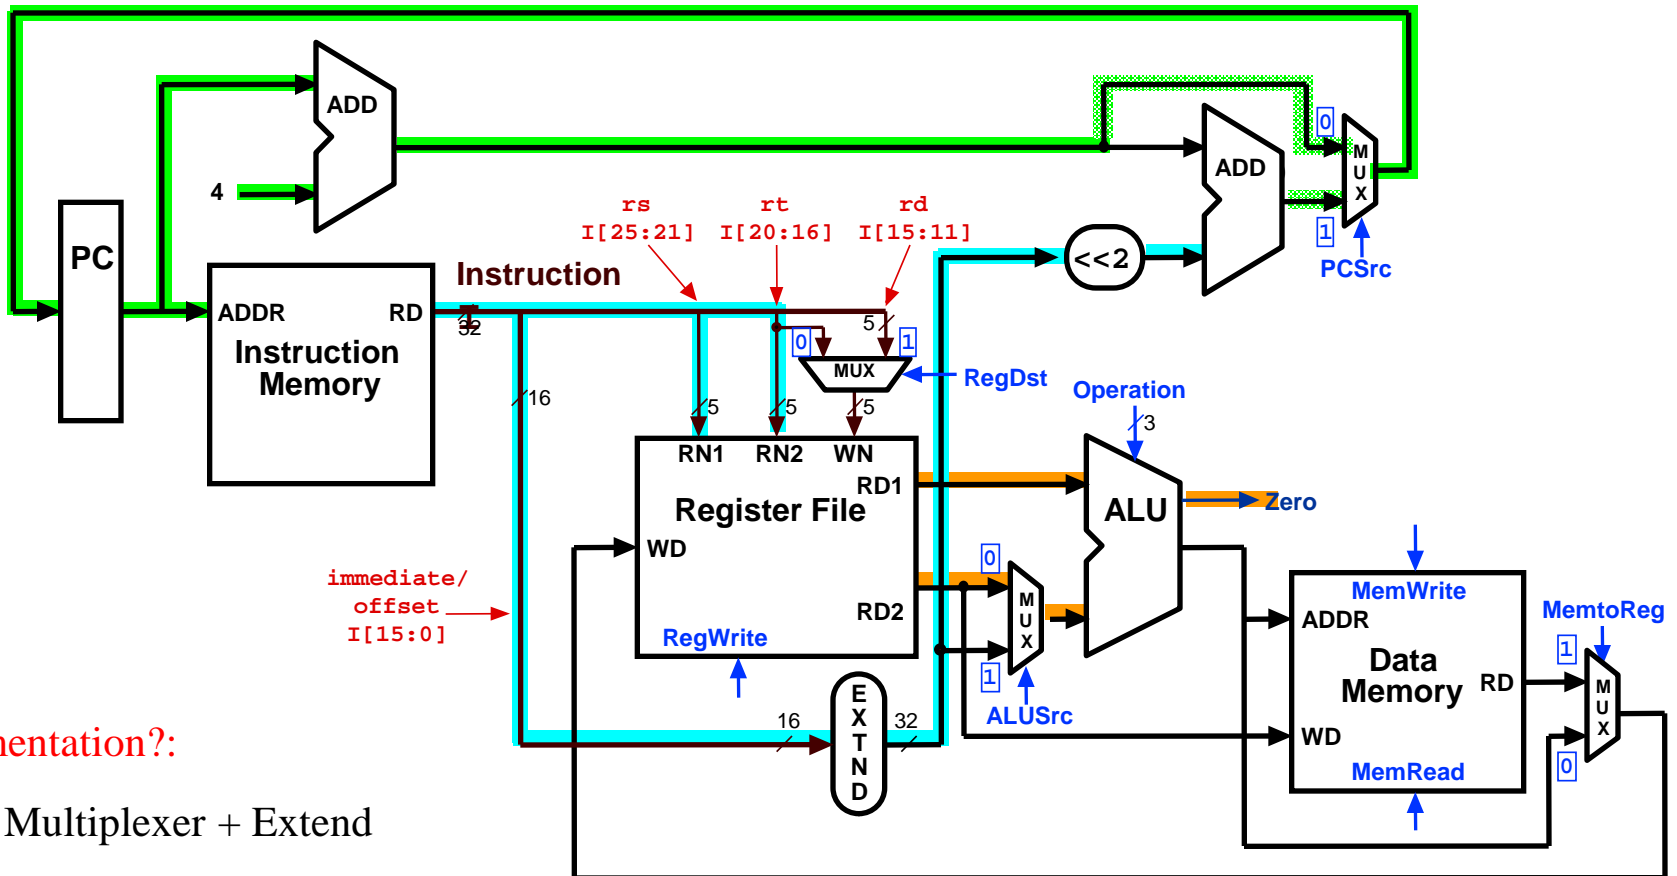 ADD
4
PC
ADDR
RD
Instruction
Memory
Instruction
32
rs
I[25:21]
rt
I[20:16]
rd
I[15:11]
16
5
5
5
5
0
1
MUX
RegDst
RN1
RN2
WN
RD1
Register File
WD
RD2
RegWrite
immediate/
offset
I[15:0]
16
E
X
T
N
D
32
<<2
ADD
0
M
U
X
1
PCSrc
Operation
3
ALU
Zero
0
M
U
X
1
ALUSrc
MemWrite
ADDR
Data
Memory
RD
WD
MemRead
MemtoReg
1
M
U
X
0
nentation?:
Multiplexer + Extend